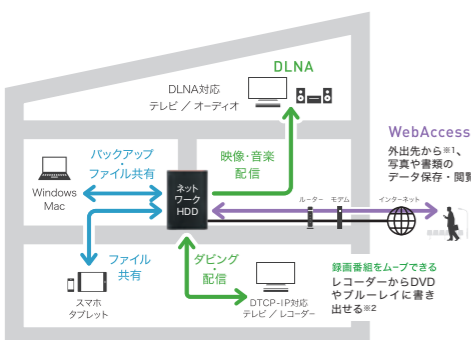 DLNA
DLNA対応
テレビ ／ オーディオ
WebAccess
外出先から※1、
写真や書類の
データ保存・閲覧
バックアップ
・
ファイル共有
映像・音楽
配信
Windows
Mac
ネット
ワーク
HDD
ルーター
モデム
インターネット
ファイル
共有
ダビング
・
配信
スマホ
タブレット
DTCP-IP対応
テレビ ／ レコーダー
録画番組をムーブできる
レコーダーからDVD
やブルーレイに書き
出せる※2